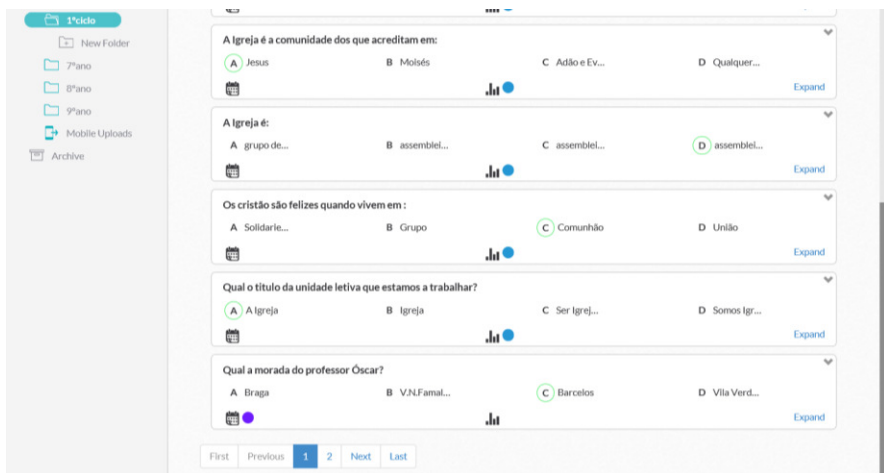 1ºciclo
New Folder
7ºano
8ºano
9ºano
Mobile Uploads
Archive
A Igreja é a comunidade dos que acreditam em:
A Jesus B Moisés C Adão e Ev... D Qualquer...
Expand
A Igreja é:
A grupo de... B assemblei... C assemblei... D assemblei...
Expand
Os cristão são felizes quando vivem em :
A Solidarie... B Grupo C Comunhão D União
Expand
Qual o titulo da unidade letiva que estamos a trabalhar?
A A Igreja B Igreja C Ser Igrej... D Somos Igr...
Expand
Qual a morada do professor Óscar?
A Braga B V.N.Famal... C Barcelos D Vila Verd...
Expand
First Previous 1 2 Next Last